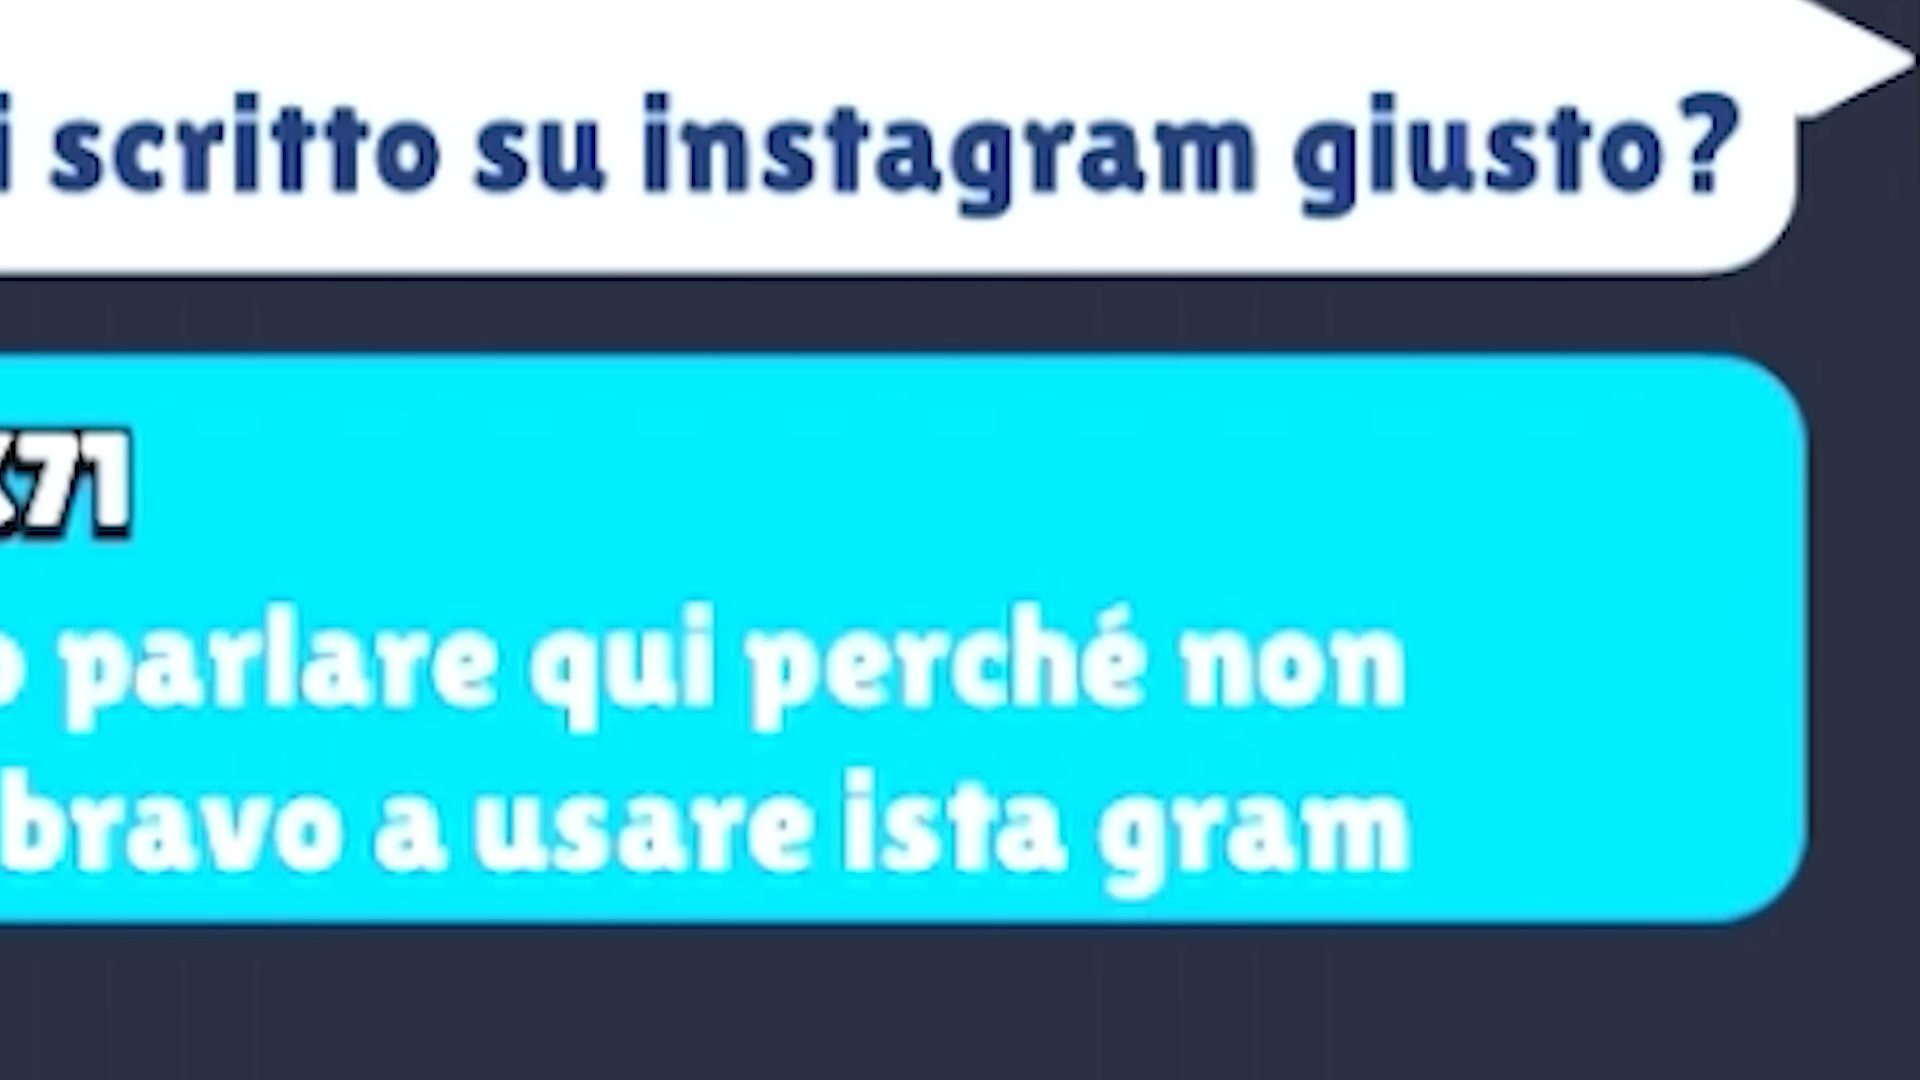 i scritto su instagram giusto?
71
parlare qui perché non
bravo a usare ista gram